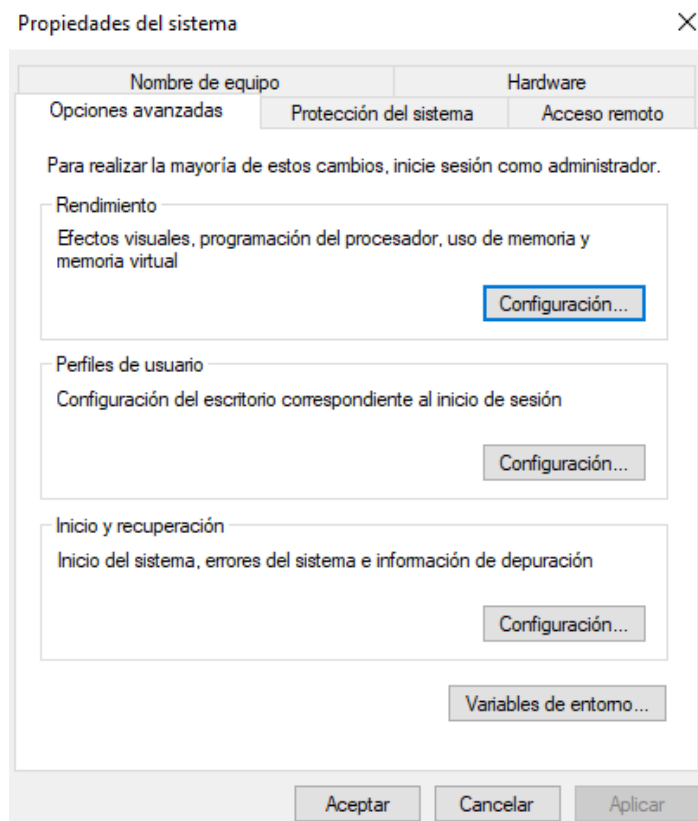 Propiedades del sistema
Nombre de equipo
Hardware
Opciones avanzadas
Protección del sistema
Acceso remoto
Para realizar la mayoría de estos cambios, inicie sesión como administrador.
Rendimiento
Efectos visuales, programación del procesador, uso de memoria y
memoria virtual
Configuración...
Perfiles de usuario
Configuración del escritorio correspondiente al inicio de sesión
Configuración...
Inicio y recuperación
Inicio del sistema, errores del sistema e información de depuración
Configuración...
Variables de entorno...
Aceptar
Cancelar
Aplicar